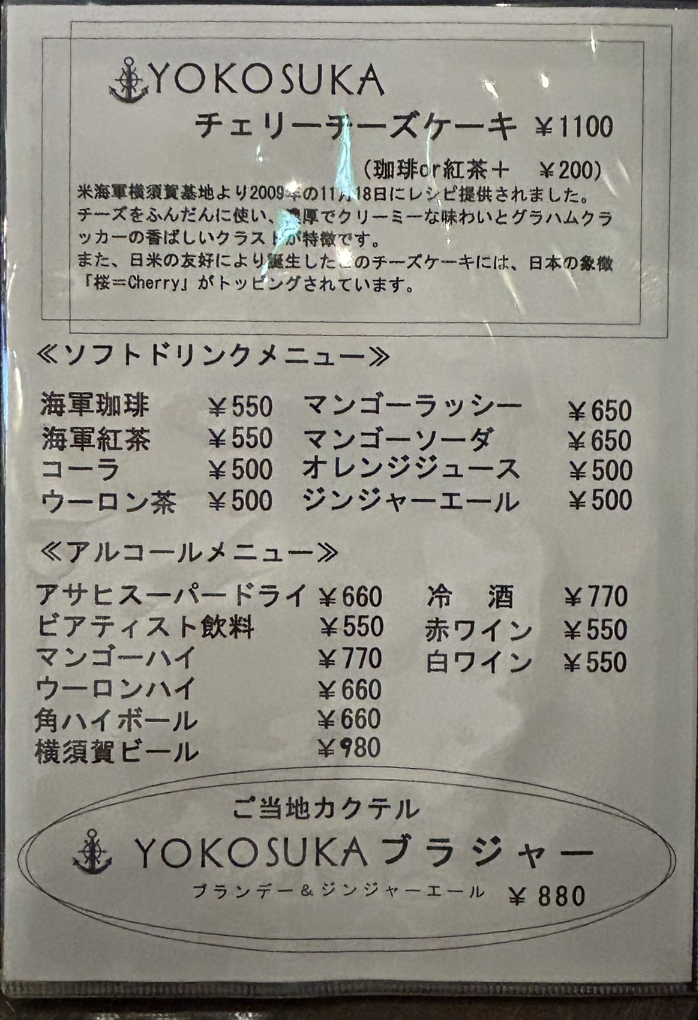 YOKOSUKA
チェリーチーズケーキ ￥1100
(珈琲or紅茶＋ ￥200)
米海軍横須賀基地より2009年の11月18日にレシピ提供されました。
チーズをふんだんに使い、濃厚でクリーミーな味わいとグラハムクラ
ッカーの香ばしいクラストが特徴です。
また、日米の友好により誕生したこのチーズケーキには、日本の象徴
「桜＝Cherry」がトッピングされています。
≪ソフトドリンクメニュー≫
海軍珈琲 ￥550 マンゴーラッシー ￥650
海軍紅茶 ￥550 マンゴーソーダ ￥650
コーラ ￥500 オレンジジュース ￥500
ウーロン茶 ￥500 ジンジャーエール ￥500
≪アルコールメニュー≫
アサヒスーパードライ ￥660 冷 酒 ￥770
ビアティスト飲料 ￥550 赤ワイン ￥550
マンゴーハイ ￥770 白ワイン ￥550
ウーロンハイ ￥660
角ハイボール ￥660
横須賀ビール ￥980
ご当地カクテル
YOKOSUKAブラジャー
ブランデー＆ジンジャーエール ￥880